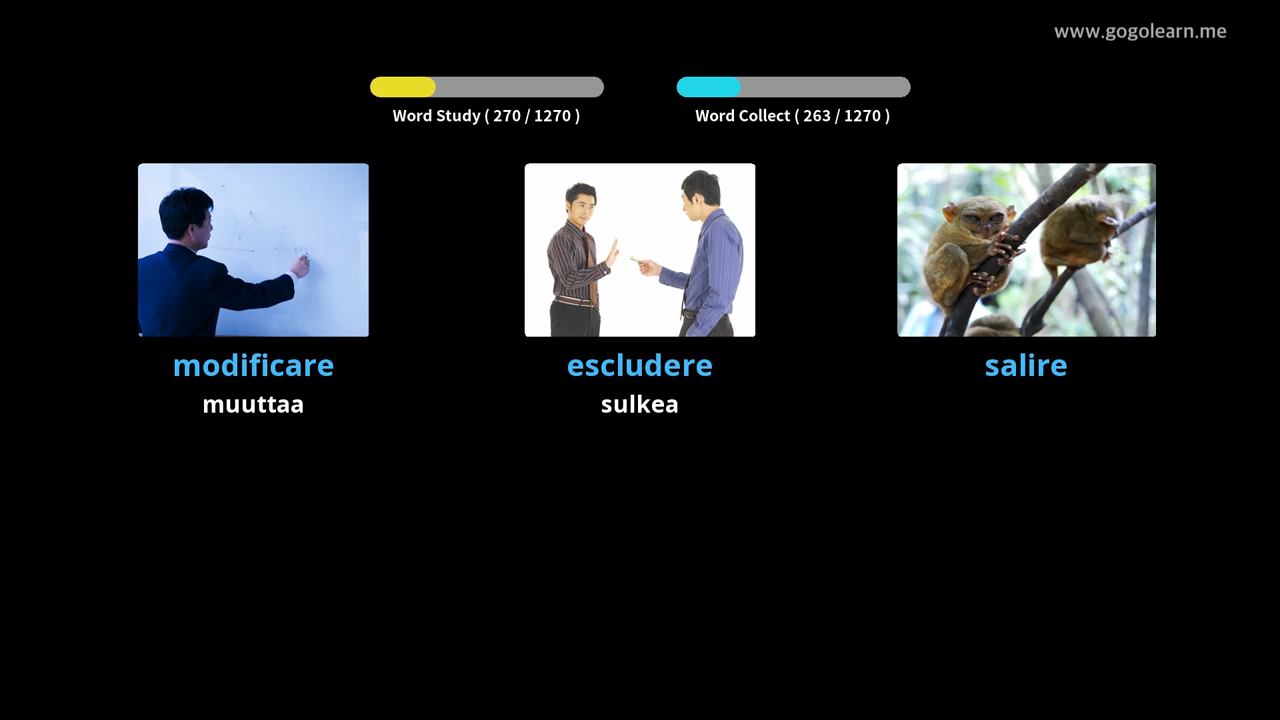 www.gogolearn.me
Word Study ( 270 / 1270 )
Word Collect ( 263 / 1270 )
modificare
escludere
salire
muuttaa
sulkea